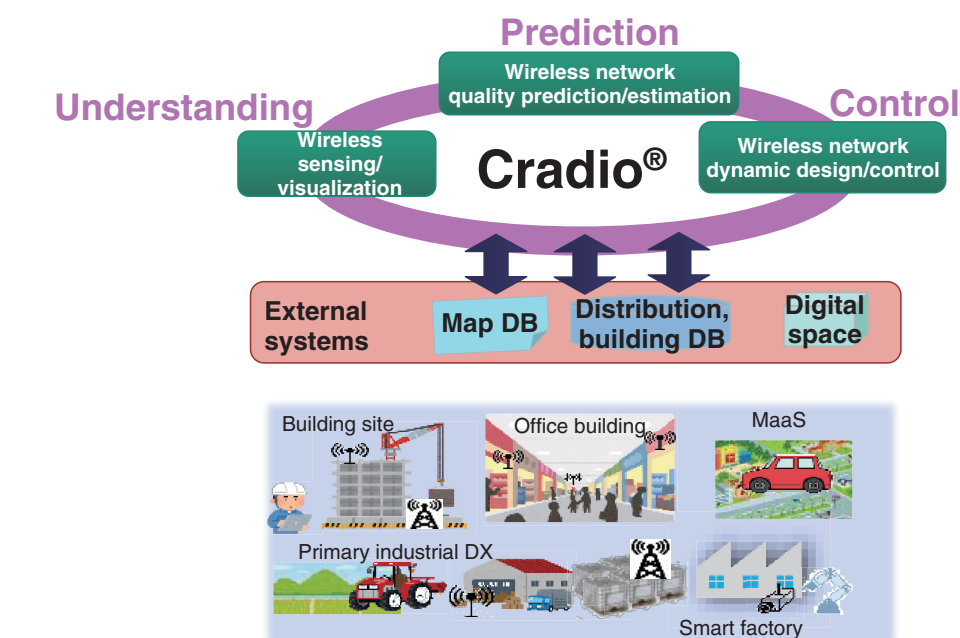 Prediction
Wireless network
quality prediction/estimation
Understanding
Control
Wireless
sensing/
visualization
Cradio®
Wireless network
dynamic design/control
External
systems
Map DB
Distribution,
building DB
Digital
space
Building site
Office building
MaaS
Primary industrial DX
Smart factory